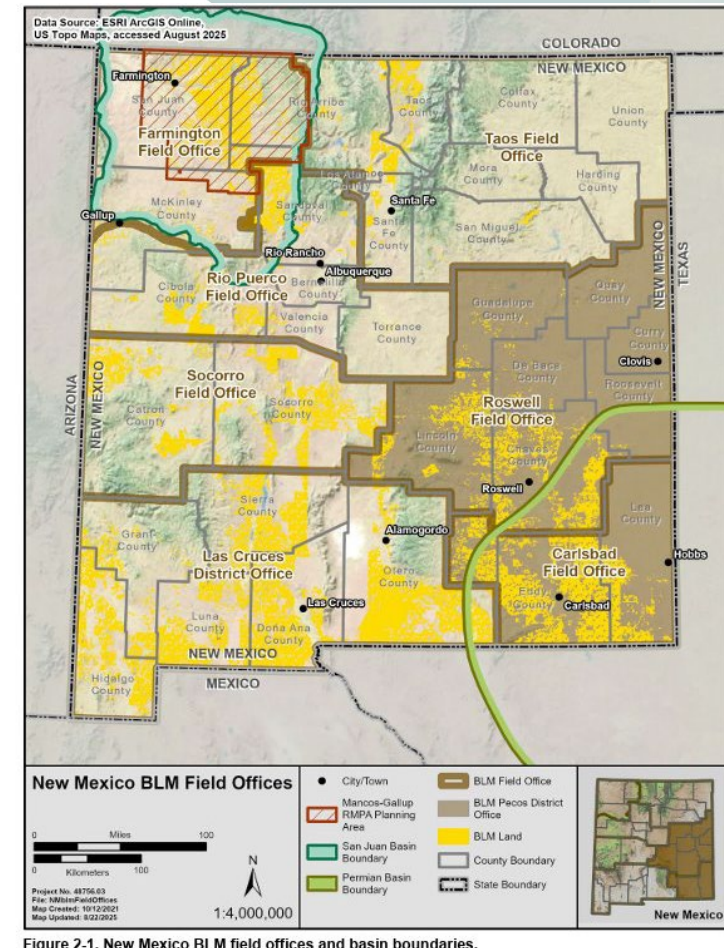 Data Source: ESRI ArcGIS Online,
US Topo Maps, accessed August 2025
COLORADO
NEW MEXICO
Farmington
San Juan
County
Rio Arriba
County
Taos
County
Colfax
County
Union
County
Farmington
Field Office
Taos Field
Office
Los Alamos
County
Mora
County
Harding
County
McKinley
County
Sandoval
County
Santa Fe
Santa
Fe
County
San Miguel
County
Gallup
Rio Rancho
Albuquerque
Rio Puerco
Field Office
Cibola
County
Bernalillo
County
Valencia
County
Torrance
County
Guadalupe
County
Quay
County
NEW MEXICO
TEXAS
Curry
County
Clovis
De Baca
County
Roosevelt
County
ARIZONA
NEW MEXICO
Socorro
Field Office
Catron
County
Socorro
County
Roswell
Field Office
Lincoln
County
Chaves
County
Roswell
Sierra
County
Lea
County
Grant
County
Alamogordo
Las Cruces
District Office
Otero
County
Carlsbad
Field Office
Hobbs
Eddy
County
Carlsbad
Las Cruces
Luna
County
Doña Ana
County
NEW MEXICO
MEXICO
Hidalgo
County
New Mexico BLM Field Offices
0 Miles 100
0 Kilometers 100
Project No. 48756.03
File: NMblmFieldOffices
Map Created: 10/12/2021
Map Updated: 8/22/2025
N
1:4,000,000
City/Town
Mancos-Gallup
RMPA Planning
Area
San Juan Basin
Boundary
Permian Basin
Boundary
BLM Field Office
BLM Pecos District
Office
BLM Land
County Boundary
State Boundary
New Mexico
Figure 2-1. New Mexico BLM field offices and basin boundaries.